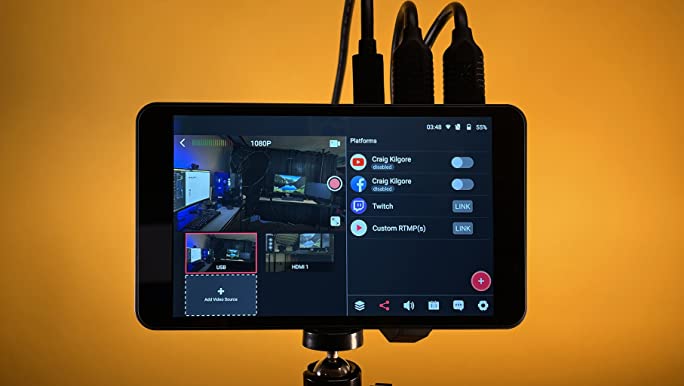 03:48
55%
1080P
Platforms
Craig Kilgore
disabled
Craig Kilgore
disabled
Twitch
LINK
Custom RTMP(s)
LINK
USB
HDMI 1
+
Add Video Source
+